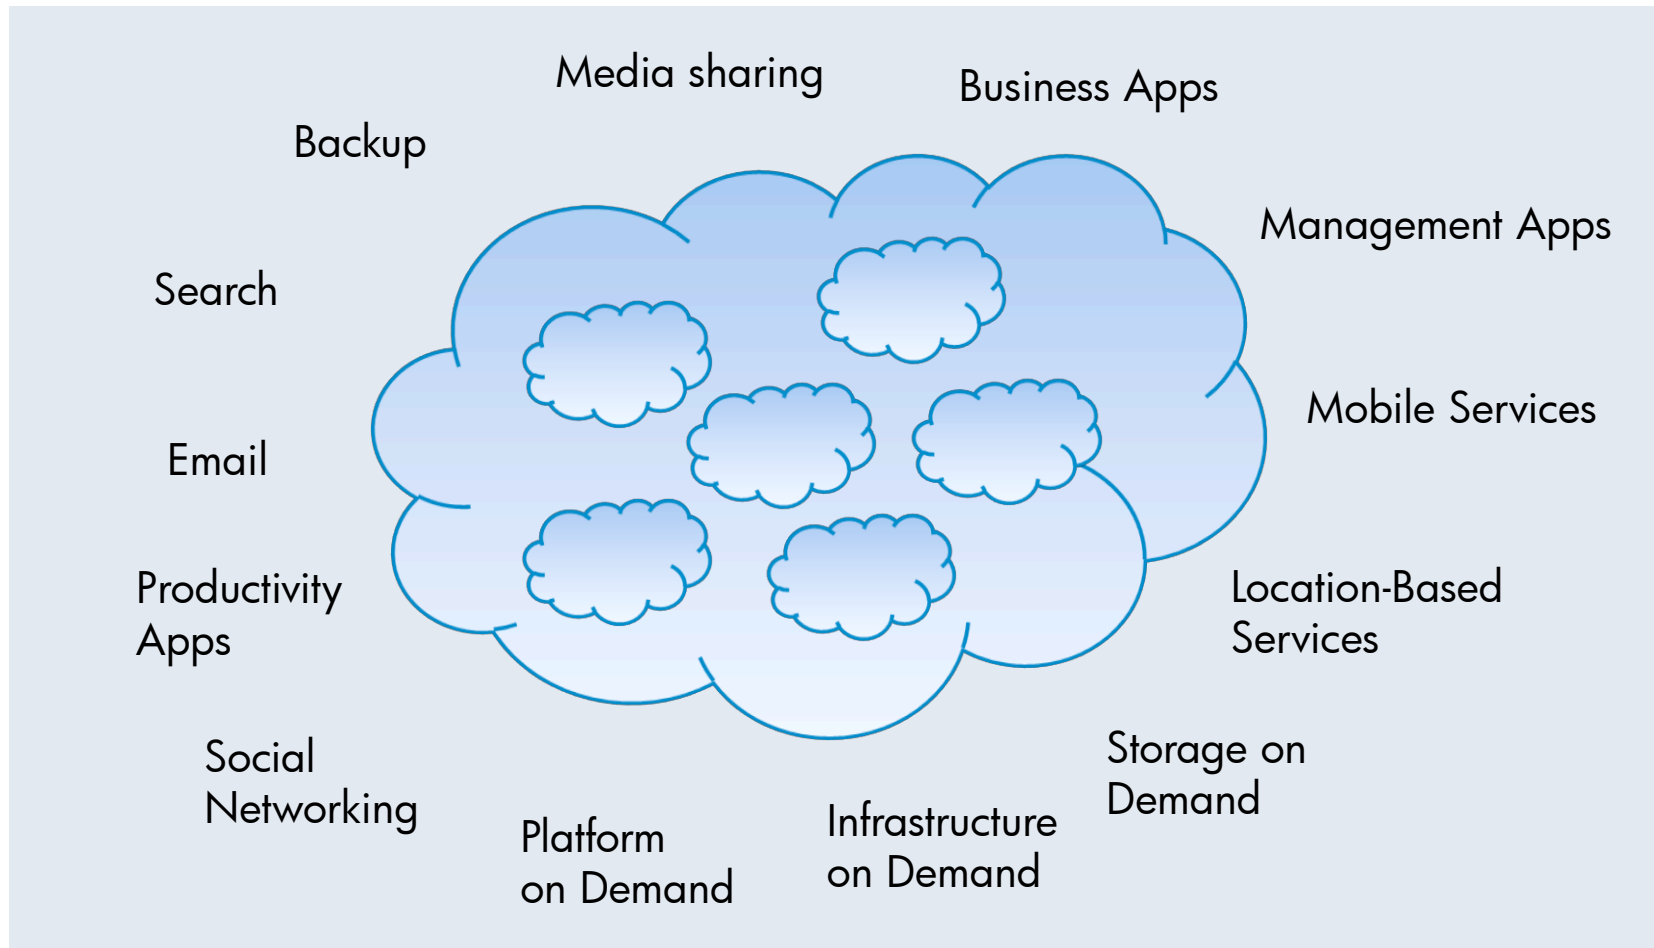 Media sharing
Business Apps
Backup
Management Apps
Search
Mobile Services
Email
Productivity
Apps
Location-Based
Services
Social
Networking
Storage on
Demand
Platform
on Demand
Infrastructure
on Demand